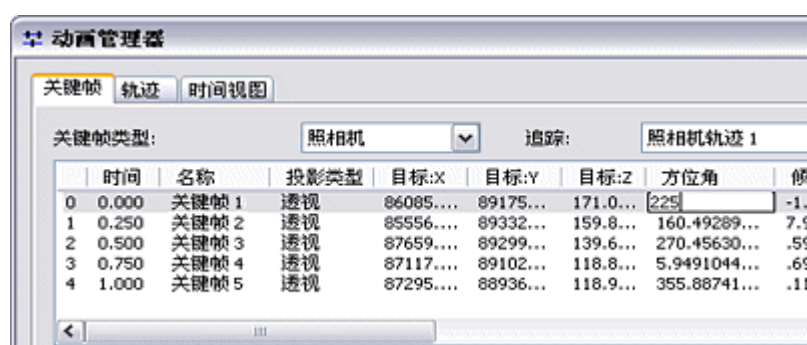 动画管理器
关键帧 轨迹 时间视图
关键帧类型: 照相机 追踪: 照相机轨迹 1
时间 名称 投影类型 目标:X 目标:Y 目标:Z 方位角
0 0.000 关键帧 1 透视 86085.... 89175... 171.0... 225 -1.
1 0.250 关键帧 2 透视 85556.... 89332... 159.8... 160.49289... 7.9
2 0.500 关键帧 3 透视 87659.... 89299... 139.6... 270.45630... .59
3 0.750 关键帧 4 透视 87117.... 89102... 118.8... 5.9491044... .69
4 1.000 关键帧 5 透视 87295.... 88936... 118.9... 355.88741... .11